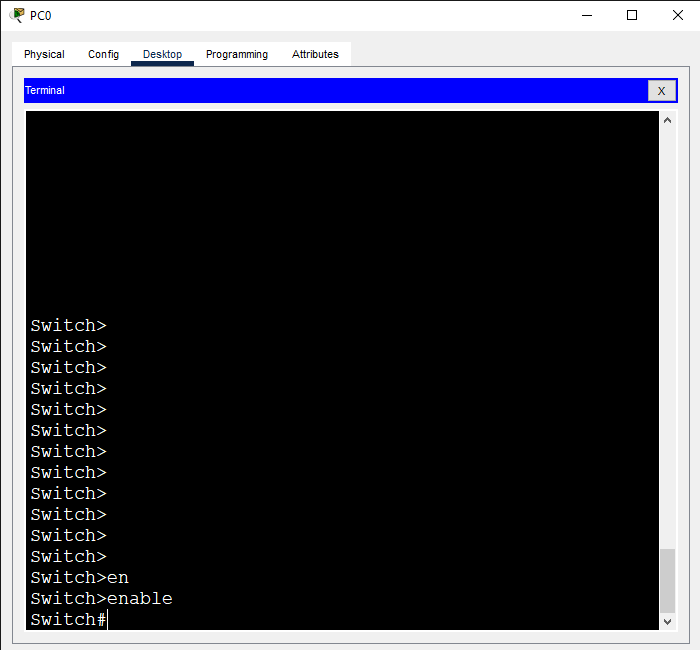 PC0
Physical Config Desktop Programming Attributes
Terminal
X
Switch>
Switch>
Switch>
Switch>
Switch>
Switch>
Switch>
Switch>
Switch>
Switch>
Switch>
Switch>
Switch>en
Switch>enable
Switch#